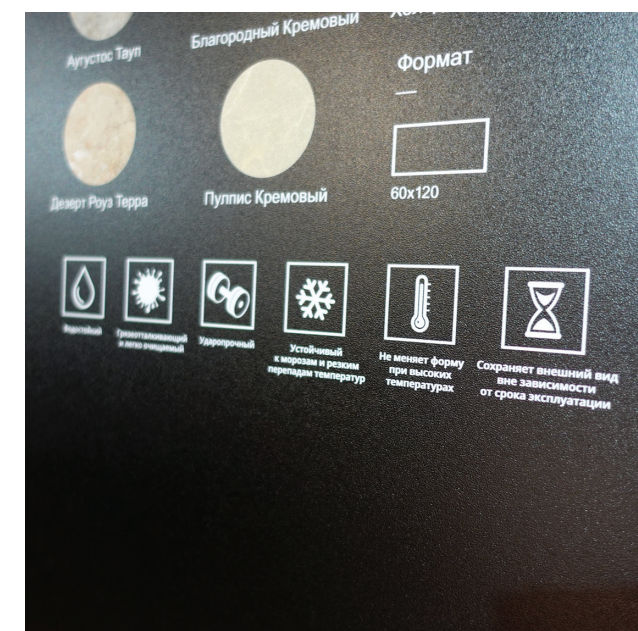 Аугустос Тауп
Благородный Кремовый
Формат
Дезерт Роуз Терра
Пулпис Кремовый
60x120
Водостойкий
Грязеотталкивающий
и легко очищаемый
Ударопрочный
Устойчивый
к морозам и резким
перепадам температур
Не меняет форму
при высоких
температурах
Сохраняет внешний вид
вне зависимости
от срока эксплуатации